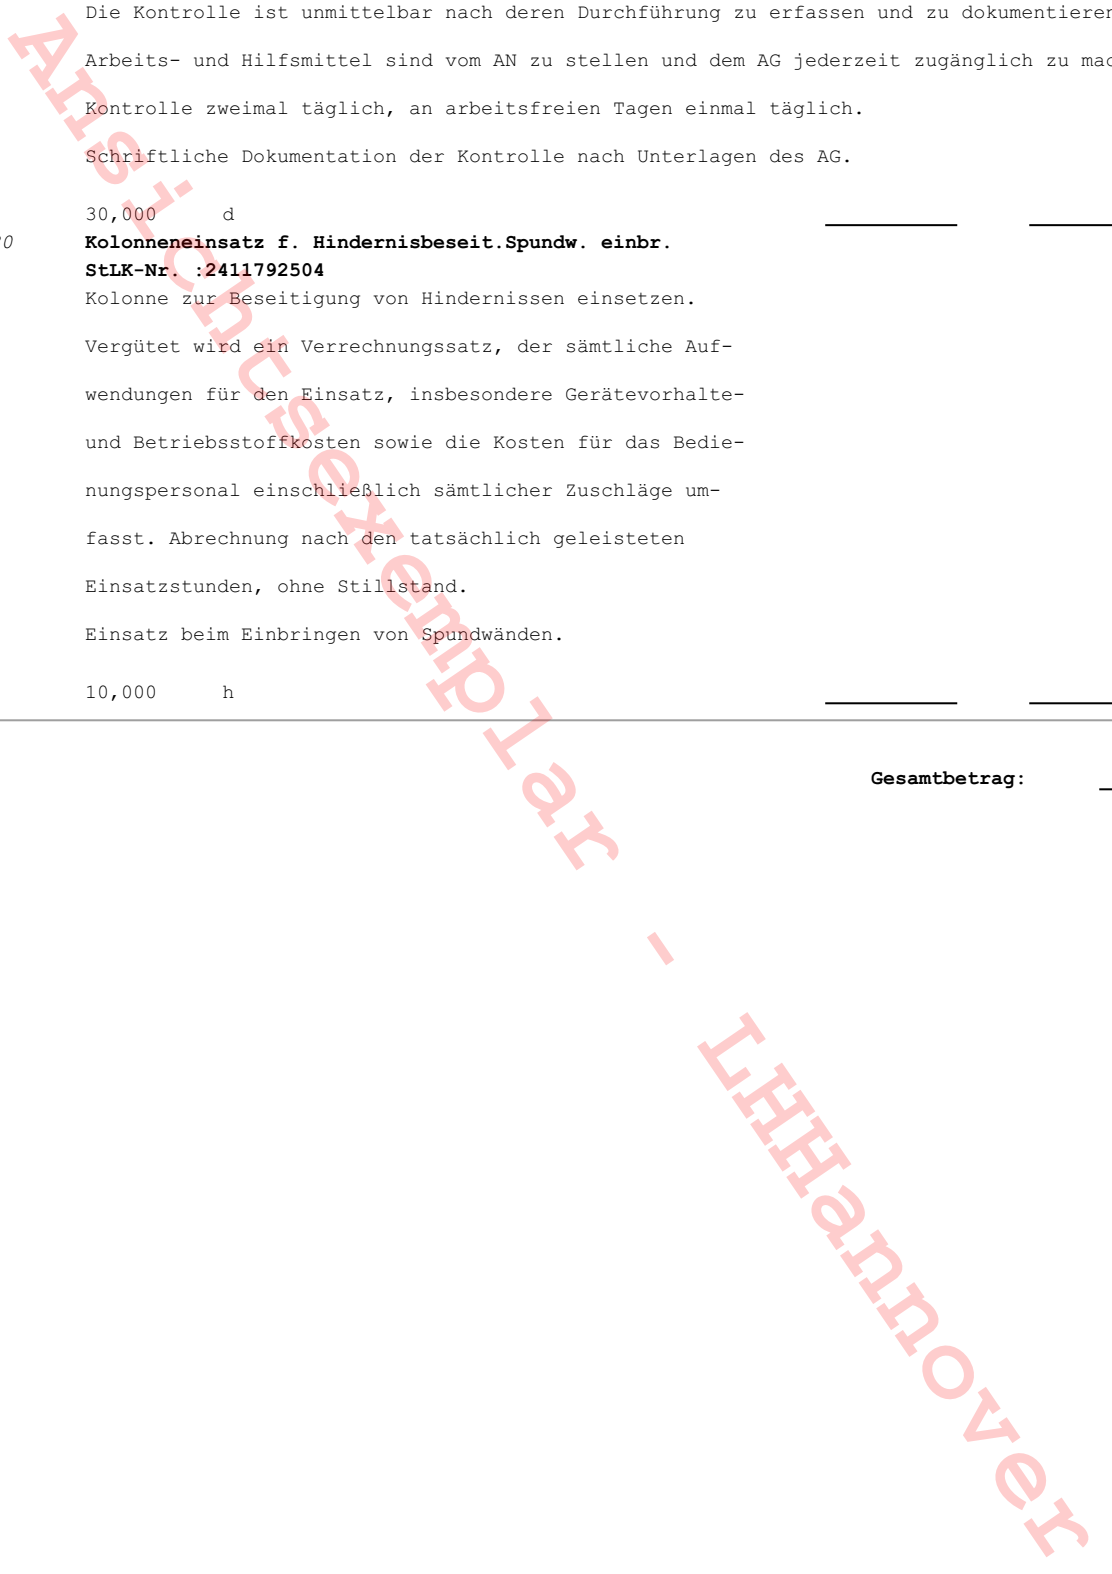 Die Kontrolle ist unmittelbar nach deren Durchführung zu erfassen und zu dokumentieren
Arbeits- und Hilfsmittel sind vom AN zu stellen und dem AG jederzeit zugänglich zu mac
Kontrolle zweimal täglich, an arbeitsfreien Tagen einmal täglich.
Schriftliche Dokumentation der Kontrolle nach Unterlagen des AG.
30,000 d
Kolonneneinsatz f. Hindernisbeseit.Spundw. einbr.
StLK-Nr. :2411792504
Kolonne zur Beseitigung von Hindernissen einsetzen.
Vergütet wird ein Verrechnungssatz, der sämtliche Auf-
wendungen für den Einsatz, insbesondere Gerätevorhalte-
und Betriebsstoffkosten sowie die Kosten für das Bedie-
nungspersonal einschließlich sämtlicher Zuschläge um-
fasst. Abrechnung nach den tatsächlich geleisteten
Einsatzstunden, ohne Stillstand.
Einsatz beim Einbringen von Spundwänden.
10,000 h
Gesamtbetrag:
Ansichtsexemplar - LHHannover